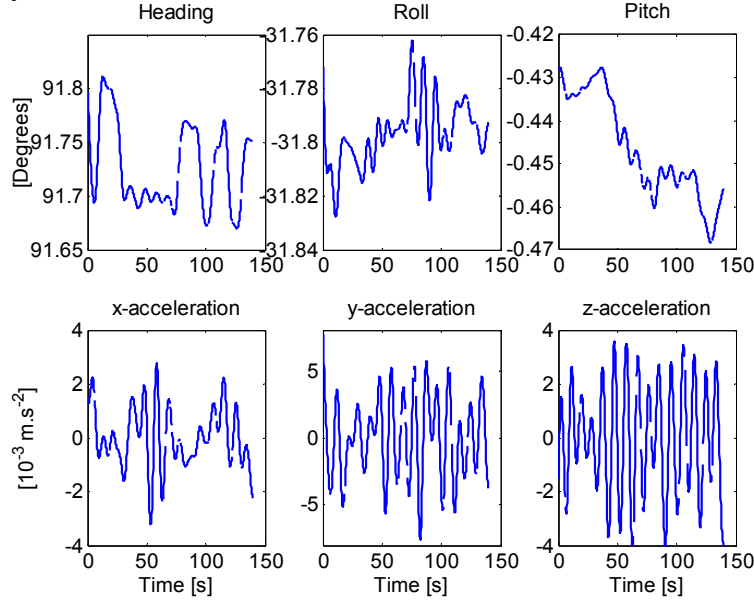 Heading
Roll
Pitch
[Degrees]
91.8
91.75
91.7
91.65
0 50 100 150
-31.76
-31.78
-31.8
-31.82
-31.84
0 50 100 150
-0.42
-0.43
-0.44
-0.45
-0.46
-0.47
0 50 100 150
x-acceleration
y-acceleration
z-acceleration
[10⁻³ m.s⁻²]
4
2
0
-2
-4
0 50 100 150
Time [s]
5
0
-5
0 50 100 150
Time [s]
4
2
0
-2
-4
0 50 100 150
Time [s]